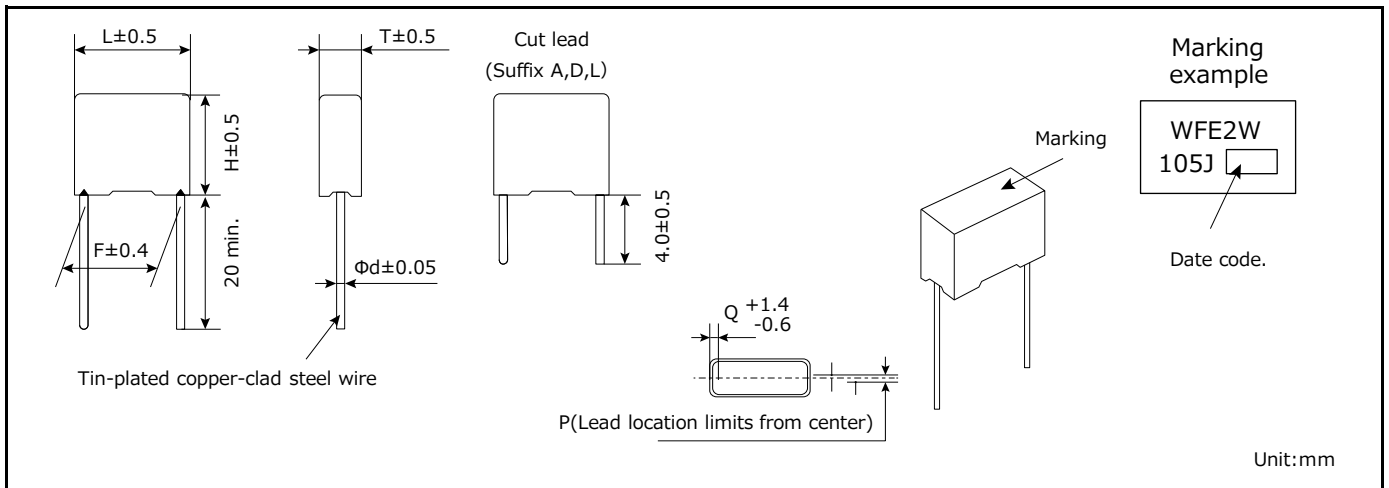 L±0.5
T±0.5
Cut lead
(Suffix A,D,L)
Marking
example
H±0.5
Marking
WFE2W
105J
20 min.
F±0.4
4.0±0.5
Φd±0.05
Date code.
Q +1.4
-0.6
Tin-plated copper-clad steel wire
P(Lead location limits from center)
Unit:mm